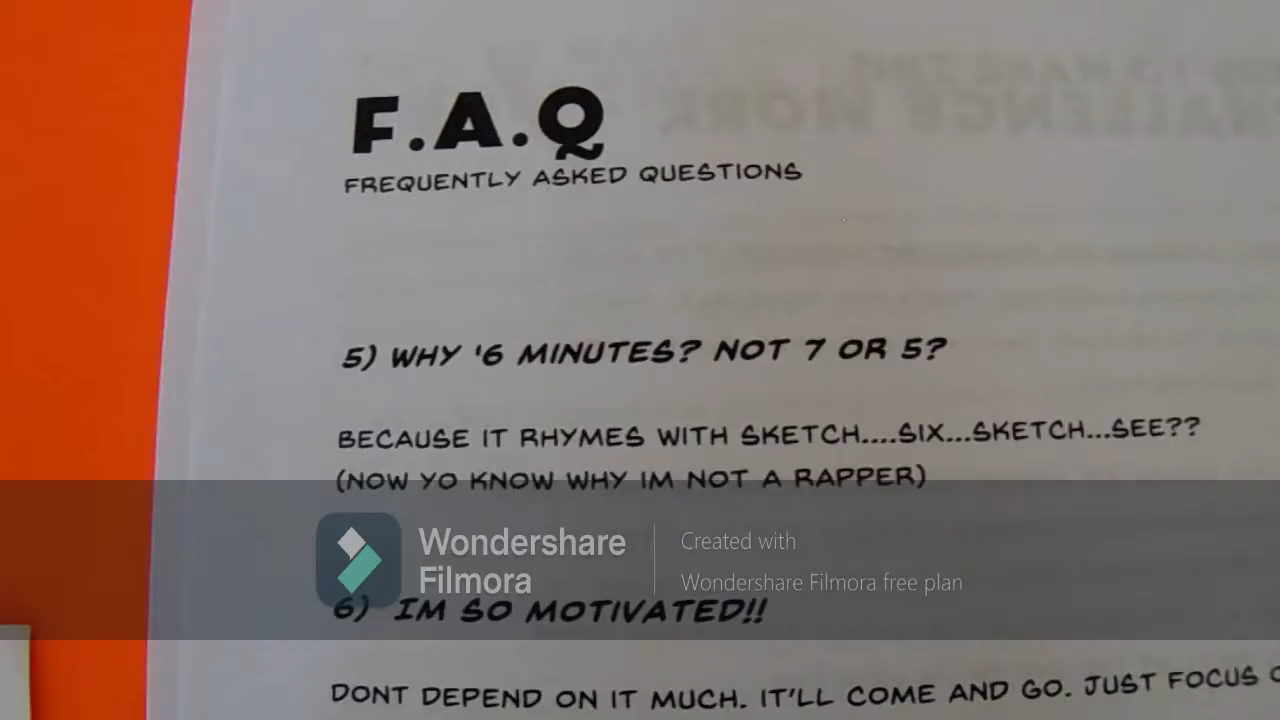 F.A.Q
FREQUENTLY ASKED QUESTIONS
5) WHY '6 MINUTES? NOT 7 OR 5?
BECAUSE IT RHYMES WITH SKETCH....SIX...SKETCH...SEE??
(NOW YO KNOW WHY IM NOT A RAPPER)
Wondershare
Filmora
Created with
Wondershare Filmora free plan
6) IM SO MOTIVATED!!
DONT DEPEND ON IT MUCH. IT'LL COME AND GO. JUST FOCUS